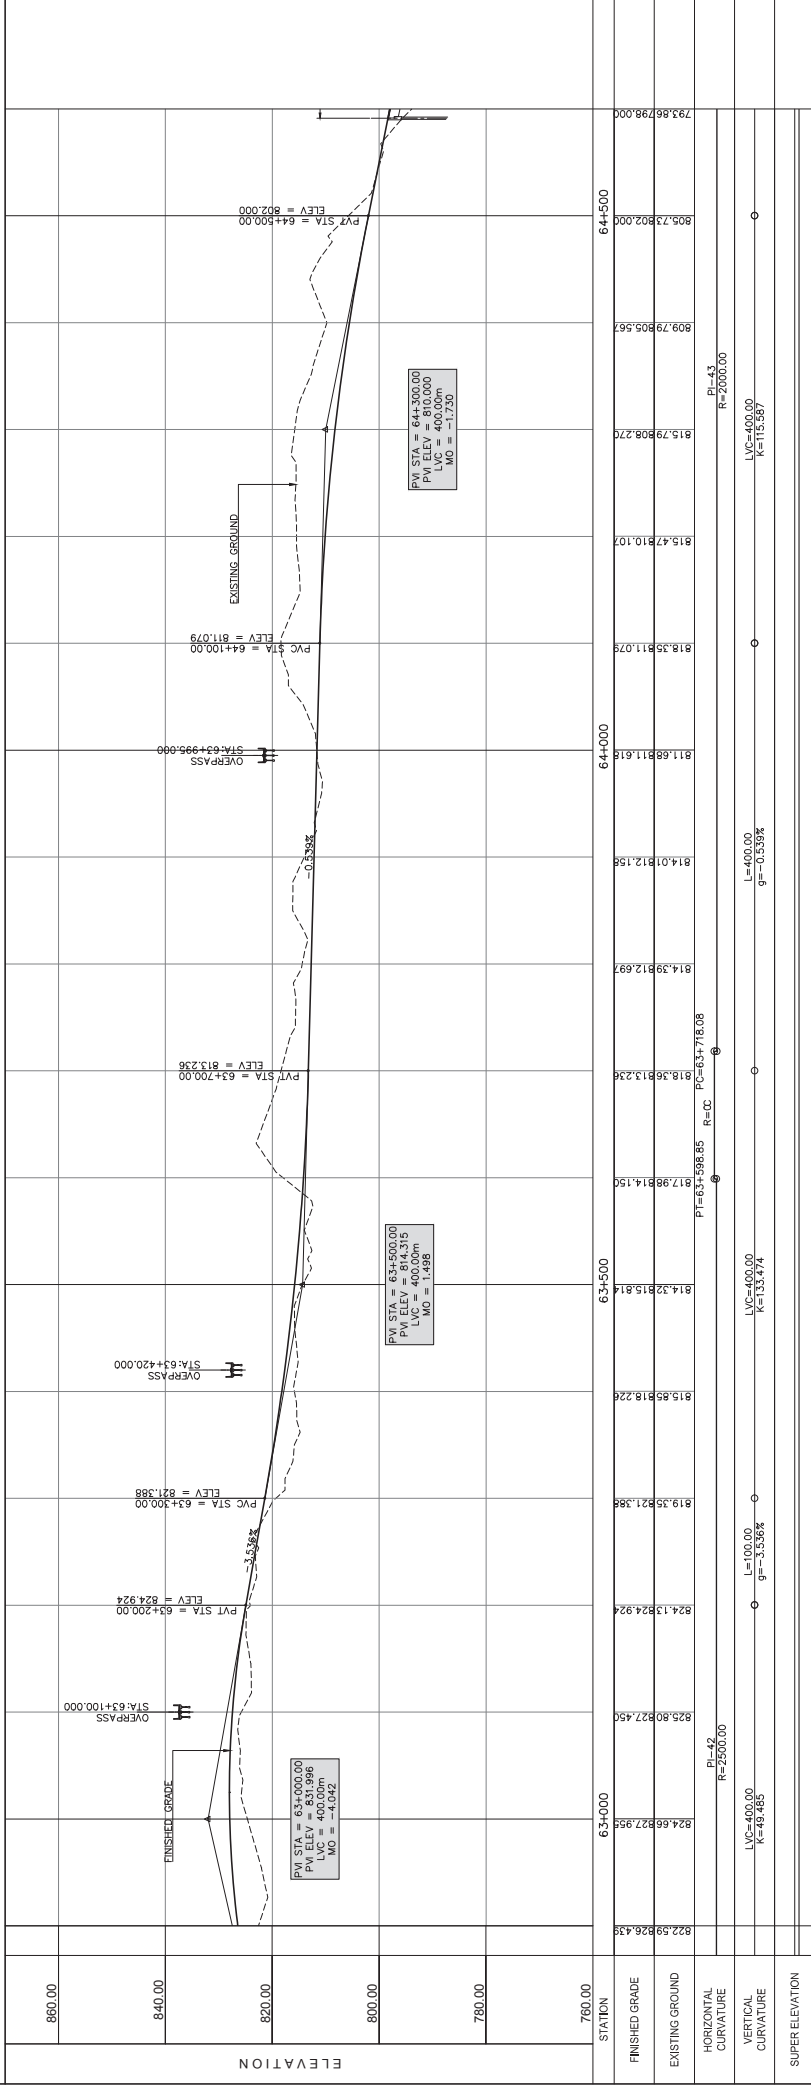 ELEVATION
860.00
840.00
820.00
800.00
780.00
760.00
FINISHED GRADE
EXISTING GROUND
PVI STA = 63+000.00
PVI ELEV = 831.996
LVC = 400.00m
MO = -4.042
OVERPASS
STA:63+100.000
PVT STA = 63+200.00
ELEV = 824.924
-3.536%
PVC STA = 63+300.00
ELEV = 821.388
OVERPASS
STA:63+420.000
PVI STA = 63+500.00
PVI ELEV = 814.315
LVC = 400.00m
MO = 1.498
PVT STA = 63+700.00
ELEV = 813.236
-0.539%
OVERPASS
STA:63+995.000
PVC STA = 64+100.00
ELEV = 811.079
PVI STA = 64+300.00
PVI ELEV = 810.000
LVC = 400.00m
MO = -1.730
PVT STA = 64+500.00
ELEV = 802.000
STATION
63+000
63+500
64+000
64+500
FINISHED GRADE
826.439
827.955
827.450
824.924
821.388
818.226
815.814
814.150
813.236
812.697
812.158
811.618
811.079
810.107
808.270
805.567
802.000
798.000
EXISTING GROUND
822.59
824.66
825.80
824.13
819.35
815.85
814.32
817.98
818.36
814.39
814.01
811.68
818.35
815.47
815.79
809.79
805.73
793.86
HORIZONTAL
CURVATURE
PI-42
R=2500.00
PT=63+598.85
R=
PC=63+718.08
PI-43
R=2000.00
VERTICAL
CURVATURE
LVC=400.00
K=49.485
L=100.00
g=-3.536%
LVC=400.00
K=133.474
L=400.00
g=-0.539%
LVC=400.00
K=115.587
SUPER ELEVATION